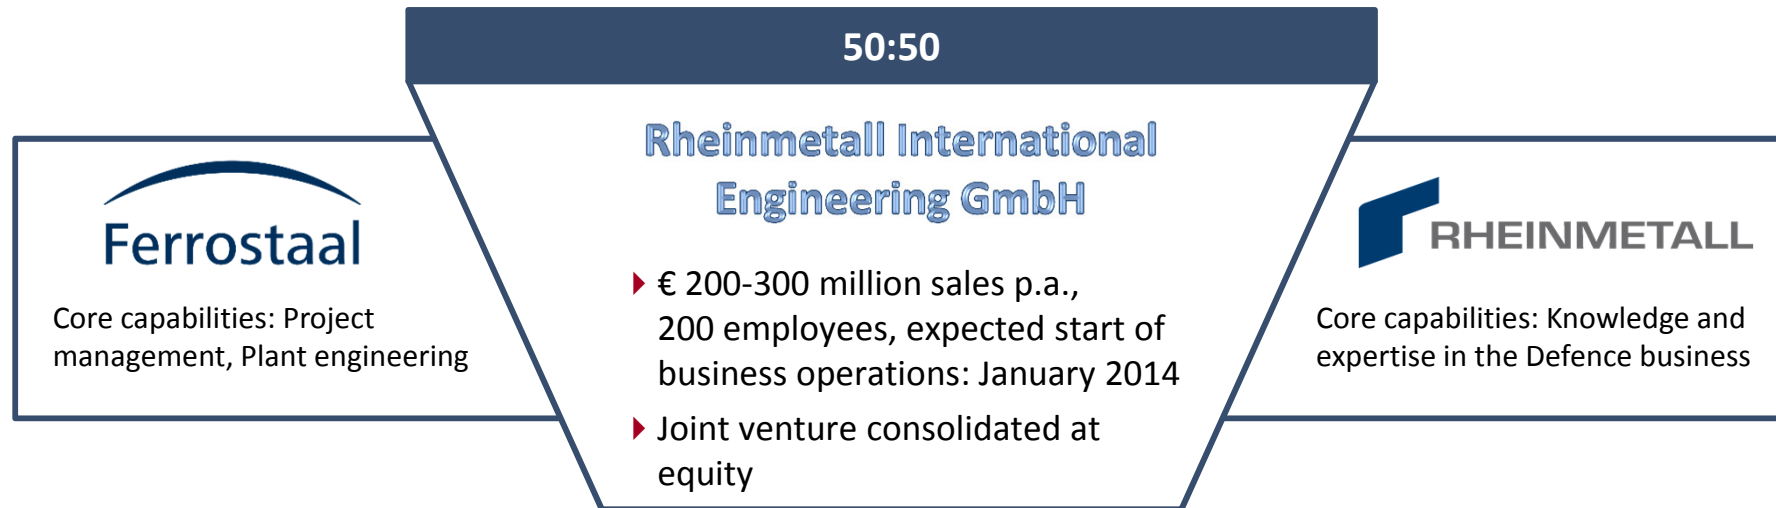 50:50
Rheinmetall International
Engineering GmbH
Ferrostaal
Core capabilities: Project
management, Plant engineering
€ 200-300 million sales p.a.,
200 employees, expected start of
business operations: January 2014
Joint venture consolidated at
equity
RHEINMETALL
Core capabilities: Knowledge and
expertise in the Defence business